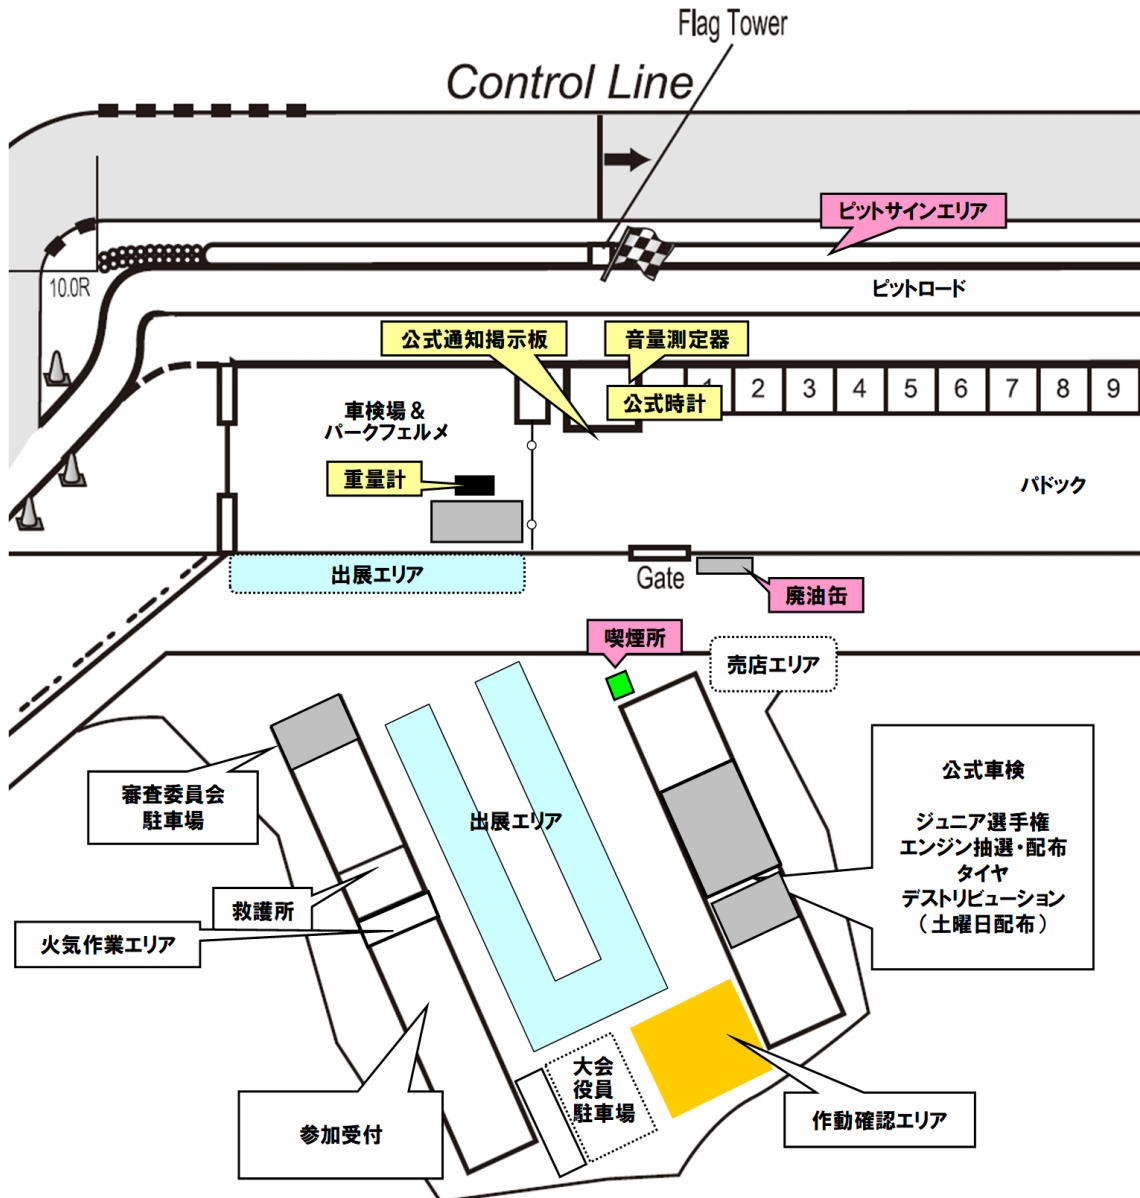 Flag Tower
Control Line
ピットサインエリア
10.0R
ピットロード
公式通知掲示板
音量測定器
公式時計
1 2 3 4 5 6 7 8 9
車検場＆
パークフェルメ
重量計
パドック
出展エリア
Gate
廃油缶
喫煙所
売店エリア
審査委員会
駐車場
出展エリア
公式車検
ジュニア選手権
エンジン抽選・配布
タイヤ
デストリビューション
（土曜日配布）
救護所
火気作業エリア
大会
役員
駐車場
参加受付
作動確認エリア